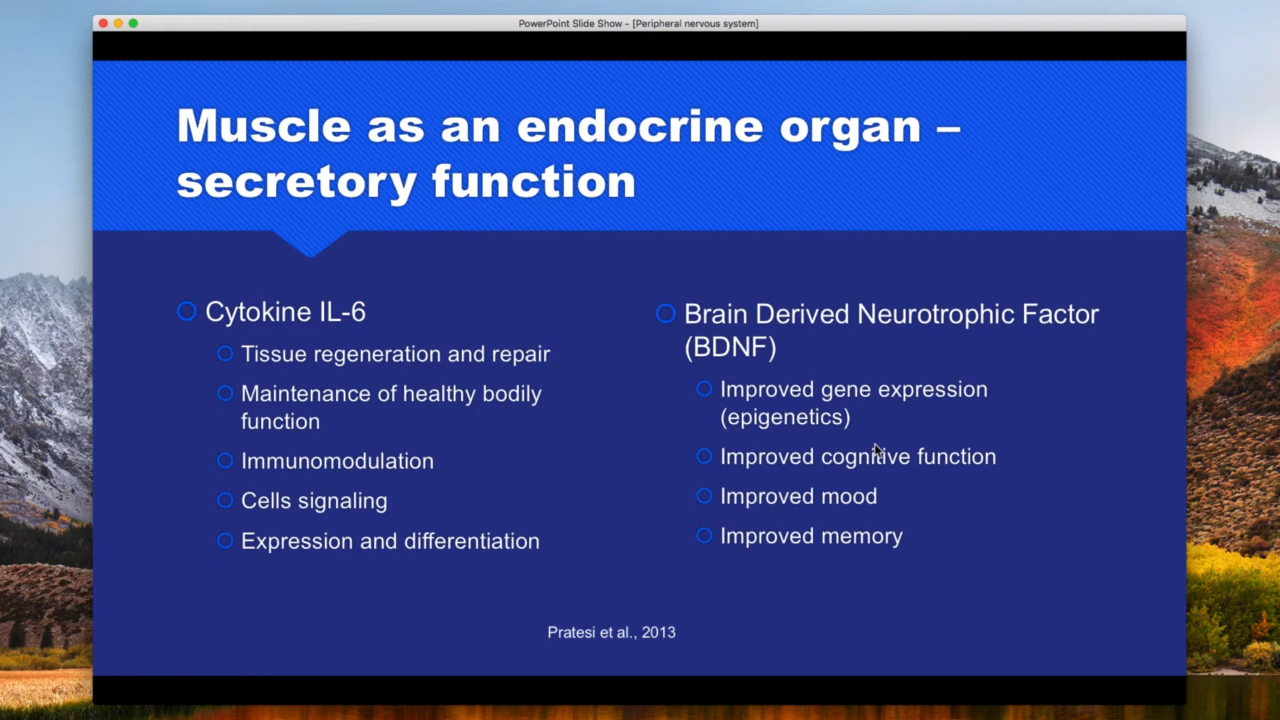 PowerPoint Slide Show - [Peripheral nervous system]
Muscle as an endocrine organ –
secretory function
Cytokine IL-6
Tissue regeneration and repair
Maintenance of healthy bodily
function
Immunomodulation
Cells signaling
Expression and differentiation
Brain Derived Neurotrophic Factor
(BDNF)
Improved gene expression
(epigenetics)
Improved cognitive function
Improved mood
Improved memory
Pratesi et al., 2013